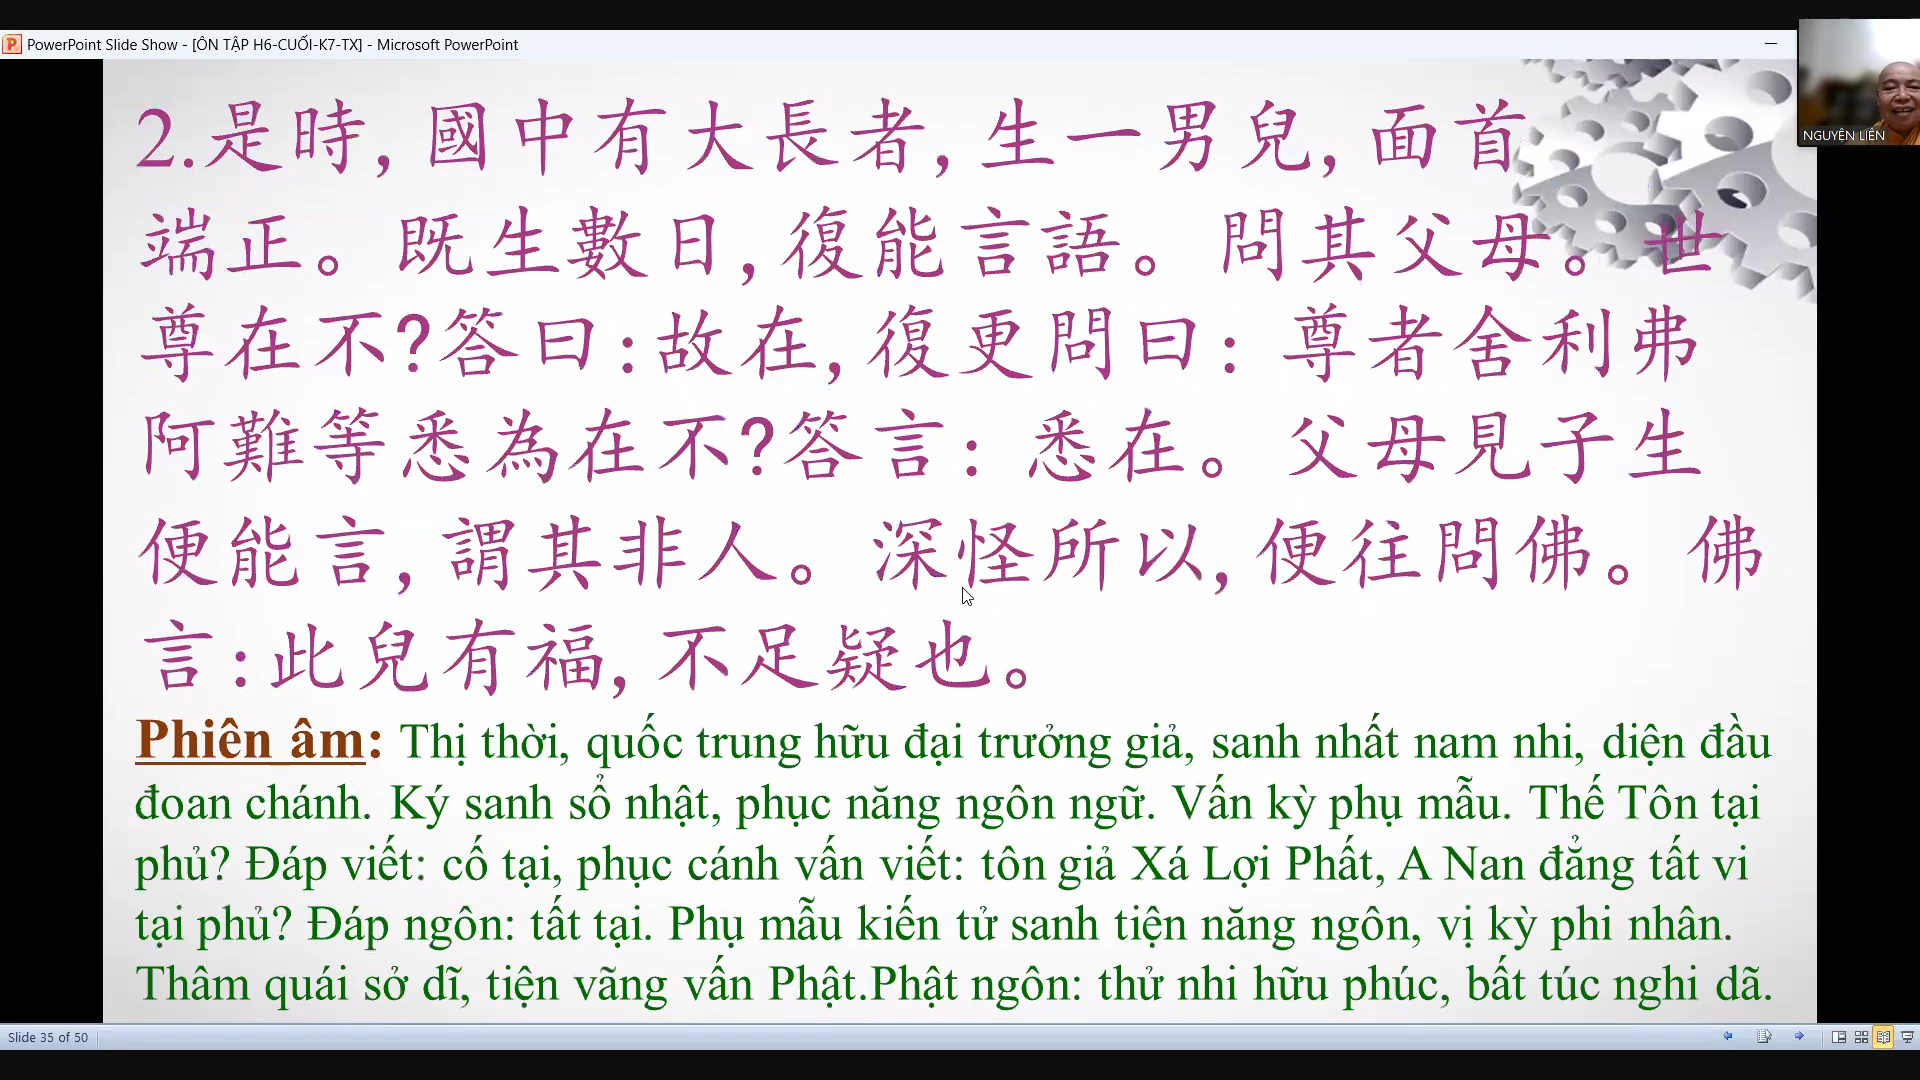 PowerPoint Slide Show - [ÔN TẬP H6-CUỐI-K7-TX] - Microsoft PowerPoint
NGUYỆN LIÊN
2.是時,國中有大長者,生一男兒,面首
端正。既生數日,復能言語。問其父母。世
尊在不?答曰:故在,復更問曰:尊者舍利弗
阿難等悉為在不?答言:悉在。父母見子生
便能言,謂其非人。深怪所以,便往問佛。佛
言:此兒有福,不足疑也。
Phiên âm: Thị thời, quốc trung hữu đại trưởng giả, sanh nhất nam nhi, diện đầu
đoan chánh. Ký sanh sổ nhật, phục năng ngôn ngữ. Vấn kỳ phụ mẫu. Thế Tôn tại
phủ? Đáp viết: cố tại, phục cánh vấn viết: tôn giả Xá Lợi Phất, A Nan đẳng tất vi
tại phủ? Đáp ngôn: tất tại. Phụ mẫu kiến tử sanh tiện năng ngôn, vị kỳ phi nhân.
Thâm quái sở dĩ, tiện vãng vấn Phật.Phật ngôn: thử nhi hữu phúc, bất túc nghi dã.
Slide 35 of 50